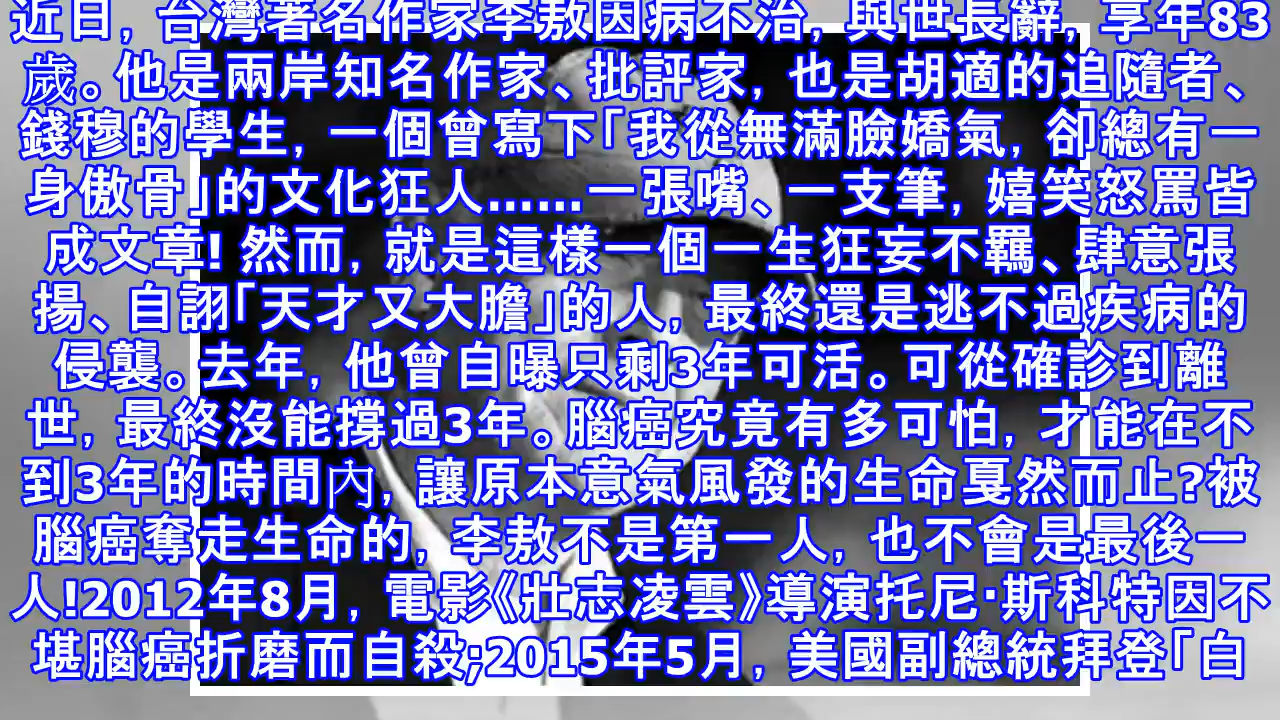 近日，台灣著名作家李敖因病不治，與世長辭，享年83
歲。他是兩岸知名作家、批評家，也是胡適的追隨者、
錢穆的學生，一個曾寫下「我從無滿臉嬌氣，卻總有一
身傲骨」的文化狂人……一張嘴、一支筆，嬉笑怒罵皆
成文章！然而，就是這樣一個一生狂妄不羈、肆意張
揚、自詡「天才又大膽」的人，最終還是逃不過疾病的
侵襲。去年，他曾自曝只剩3年可活。可從確診到離
世，最終沒能撐過3年。腦癌究竟有多可怕，才能在不
到3年的時間內，讓原本意氣風發的生命戛然而止?被
腦癌奪走生命的，李敖不是第一人，也不會是最後一
人!2012年8月，電影《壯志凌雲》導演托尼·斯科特因不
堪腦癌折磨而自殺;2015年5月，美國副總統拜登「白